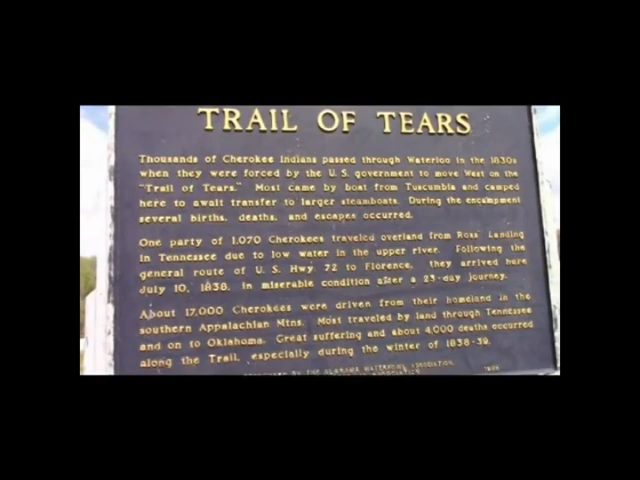 TRAIL OF TEARS
Thousands of Cherokee Indians passed through Waterloo in the 1830s
when they were forced by the U.S. government to move West on the
"Trail of Tears." Most came by boat from Tuscumbia and camped
here to await transfer to larger steamboats. During the encampment
several births, deaths, and escapes occurred.
One party of 1,070 Cherokees traveled overland from Ross' Landing
in Tennessee due to low water in the upper river. Following the
general route of U.S. Hwy. 72 to Florence, they arrived here
July 10, 1838, in miserable condition after a 23-day journey.
About 17,000 Cherokees were driven from their homeland in the
southern Appalachian Mtns. Most traveled by land through Tennessee
and on to Oklahoma. Great suffering and about 4,000 deaths occurred
along the Trail, especially during the winter of 1838-39.
BY THE ALABAMA WATERFOWL ASSOCIATION